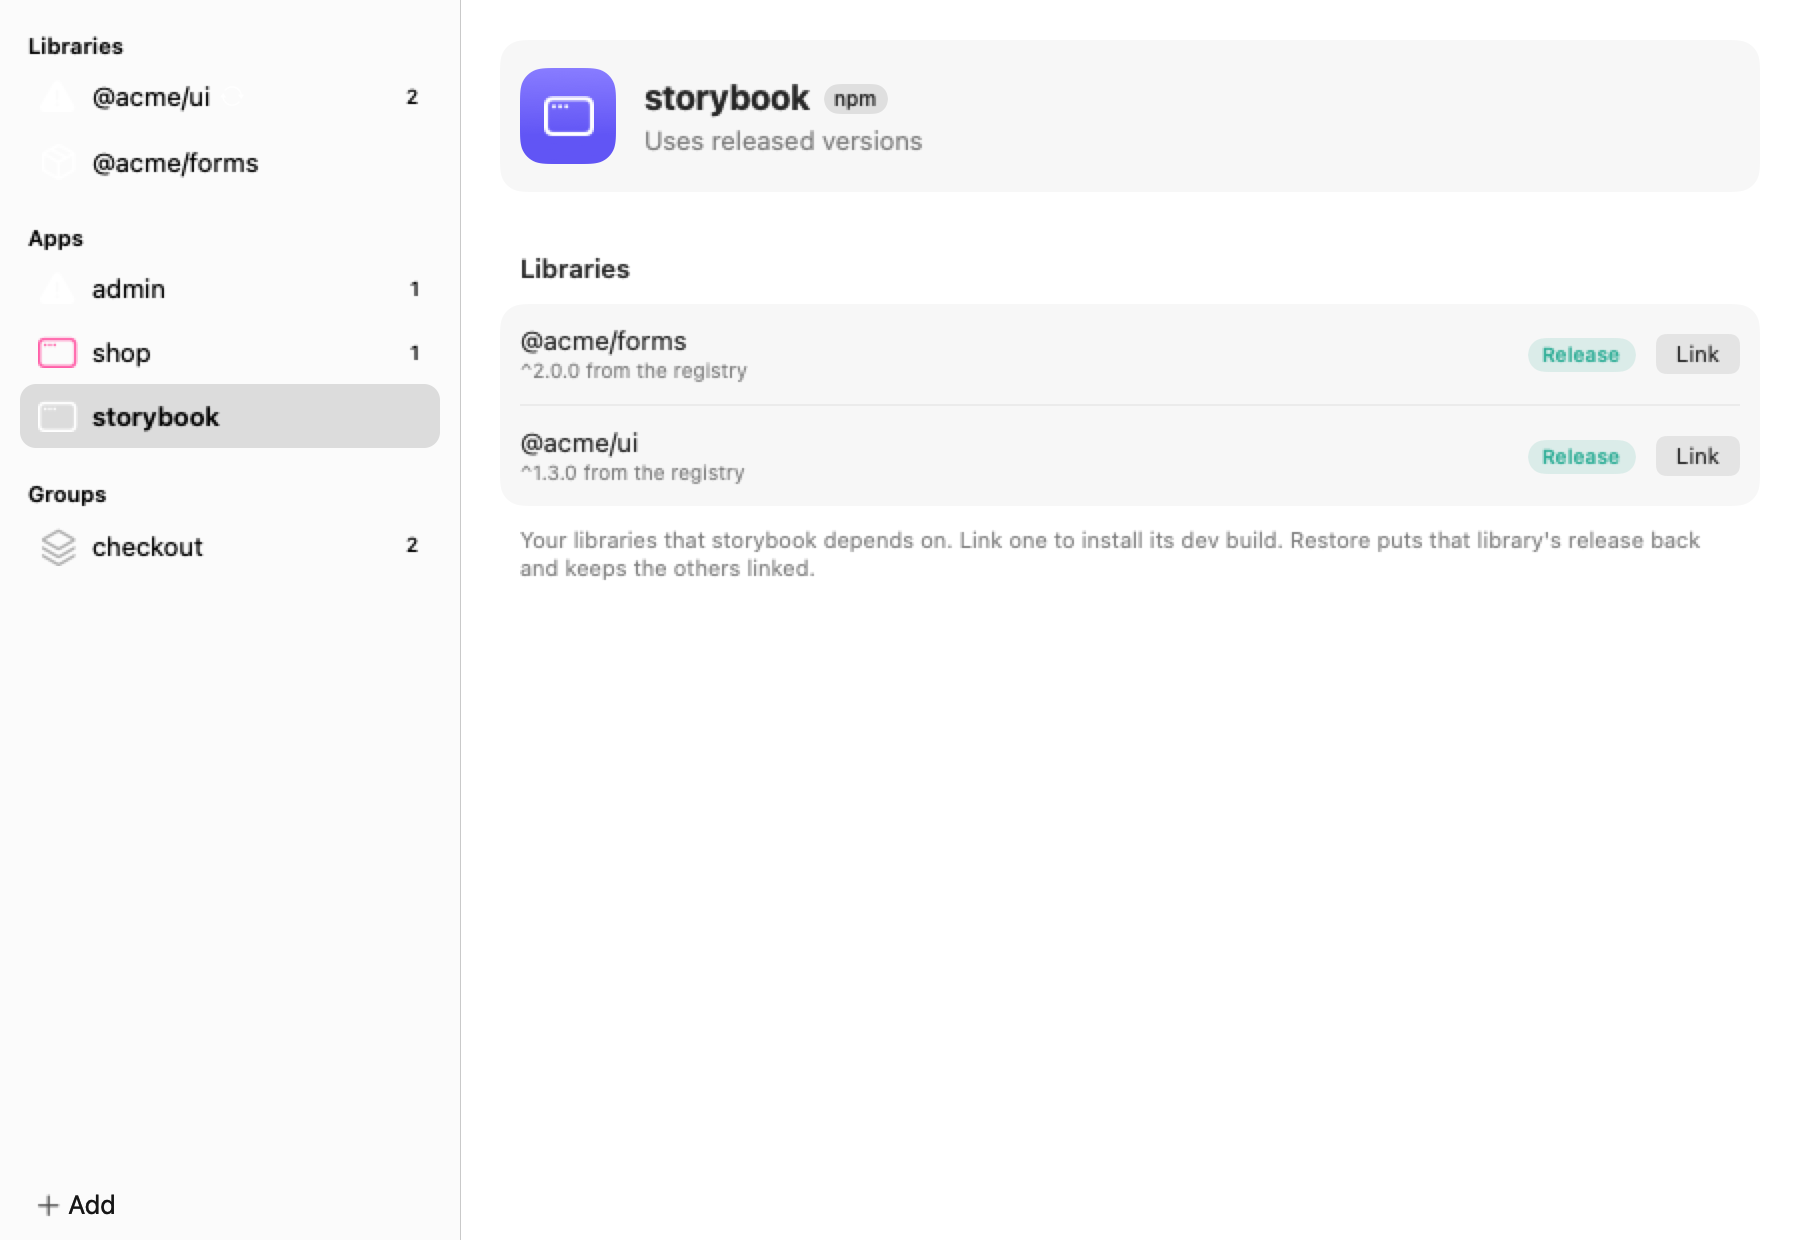 Libraries
@acme/ui 2
@acme/forms
Apps
admin 1
shop 1
storybook
Groups
checkout 2
+ Add
storybook npm
Uses released versions
Libraries
@acme/forms
^2.0.0 from the registry
Release Link
@acme/ui
^1.3.0 from the registry
Release Link
Your libraries that storybook depends on. Link one to install its dev build. Restore puts that library's release back
and keeps the others linked.